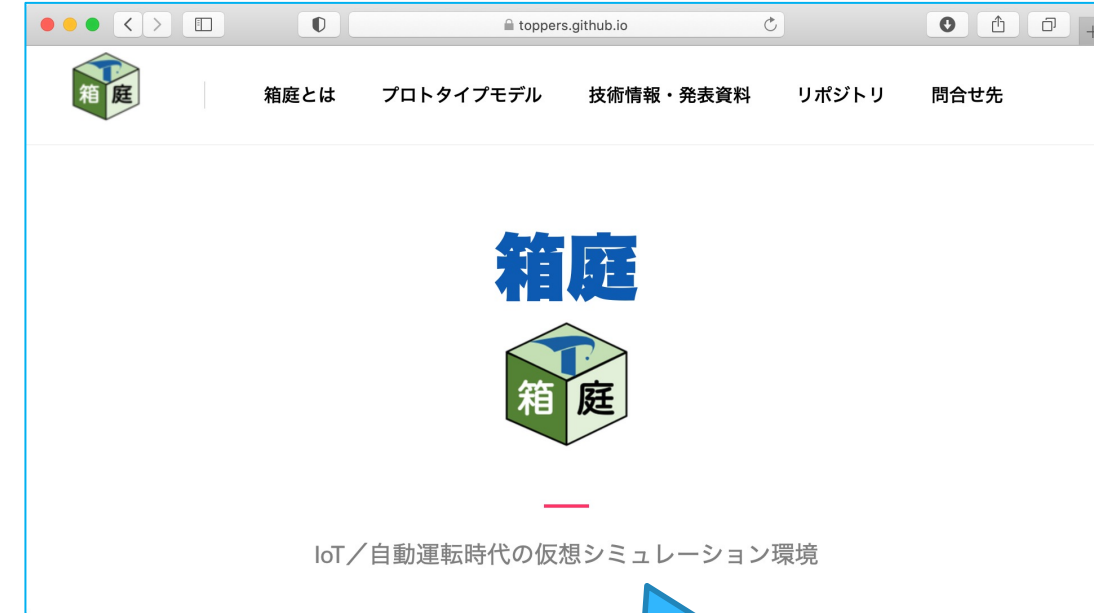 toppers.github.io
箱庭
箱庭とは プロトタイプモデル 技術情報・発表資料 リポジトリ 問合せ先
箱庭
箱庭
IoT／自動運転時代の仮想シミュレーション環境